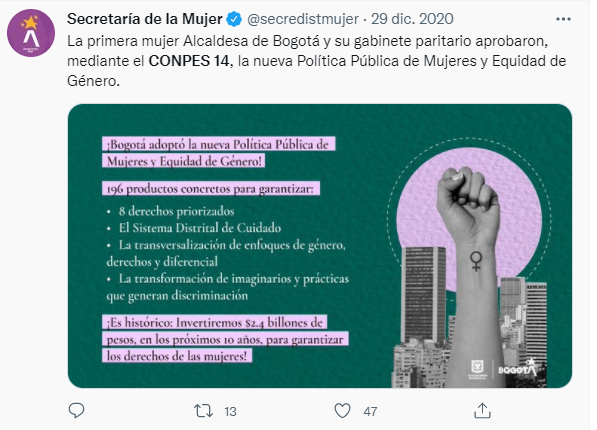 Secretaría de la Mujer @secredistmujer · 29 dic. 2020
La primera mujer Alcaldesa de Bogotá y su gabinete paritario aprobaron,
mediante el CONPES 14, la nueva Política Pública de Mujeres y Equidad de
Género.
¡Bogotá adoptó la nueva Política Pública de
Mujeres y Equidad de Género!
196 productos concretos para garantizar:
• 8 derechos priorizados
• El Sistema Distrital de Cuidado
• La transversalización de enfoques de género,
derechos y diferencial
• La transformación de imaginarios y prácticas
que generan discriminación
¡Es histórico: Invertiremos $2.4 billones de
pesos, en los próximos 10 años, para garantizar
los derechos de las mujeres!
BOGOTÁ
13
47